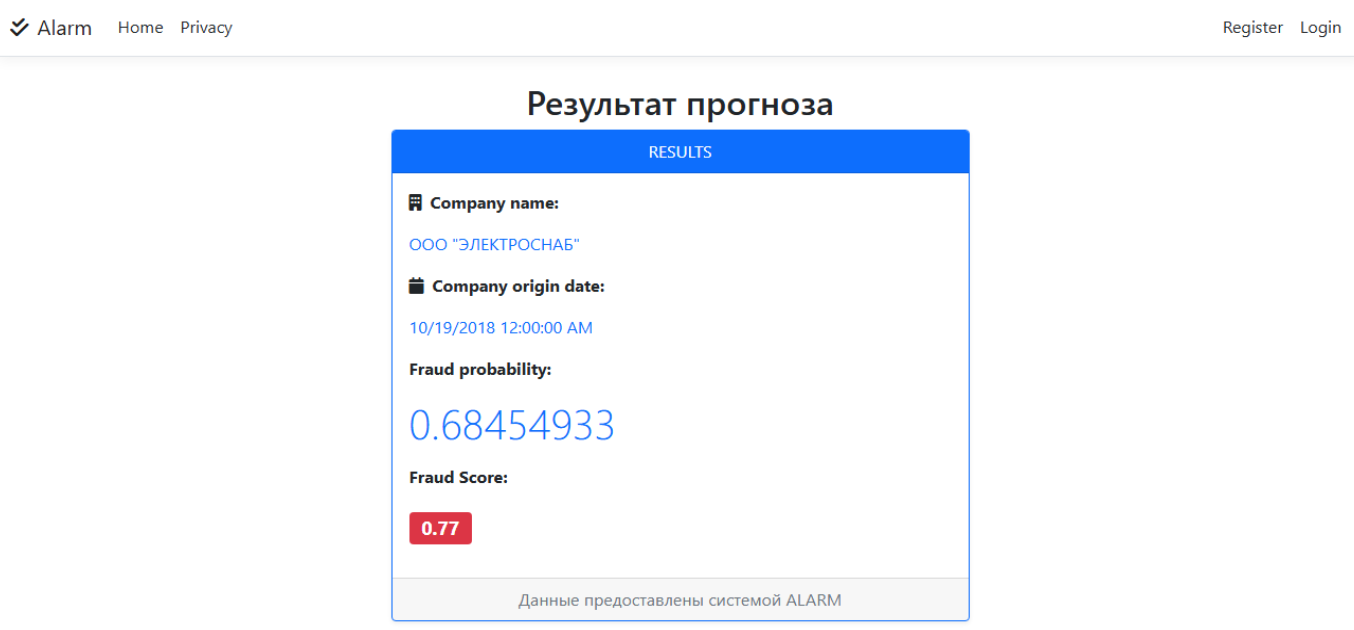 Alarm Home Privacy Register Login
Результат прогноза
RESULTS
Company name:
ООО "ЭЛЕКТРОСНАБ"
Company origin date:
10/19/2018 12:00:00 AM
Fraud probability:
0.68454933
Fraud Score:
0.77
Данные предоставлены системой ALARM